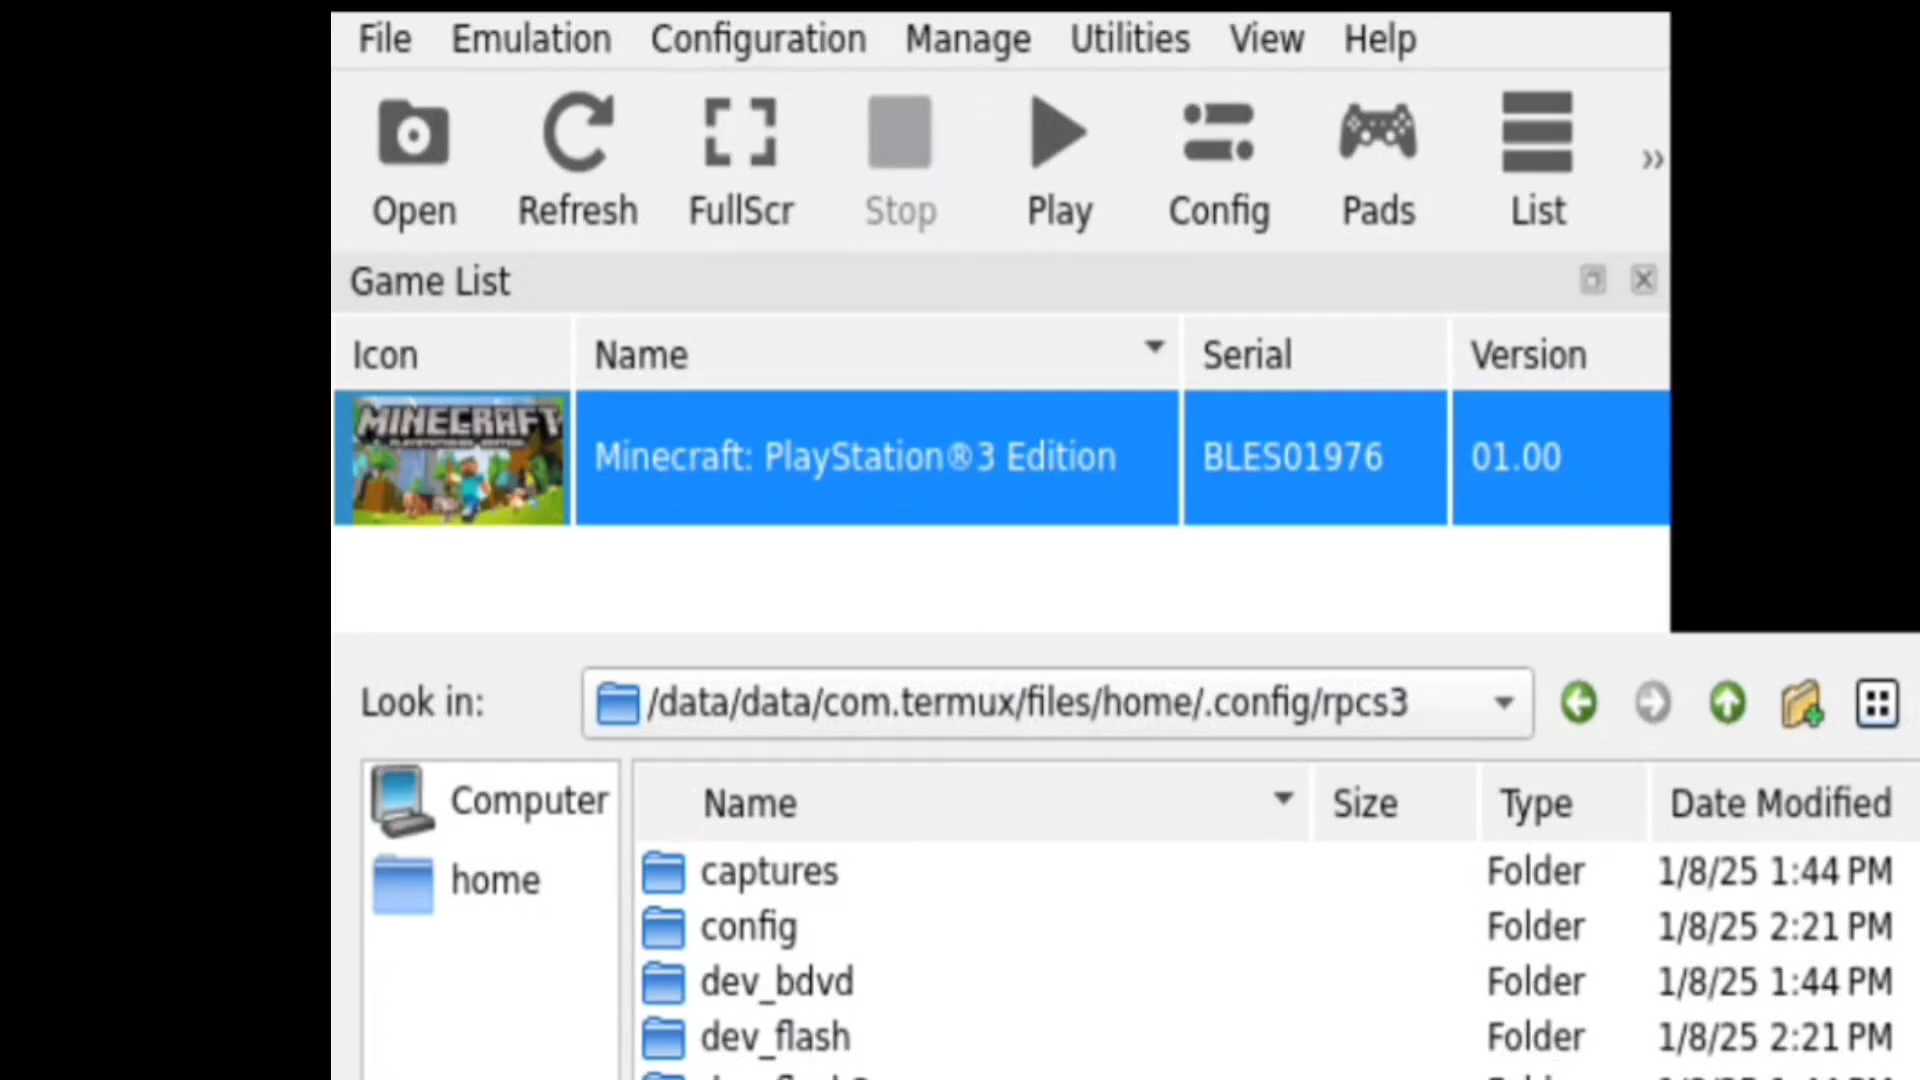 File Emulation Configuration Manage Utilities View Help
Open Refresh FullScr Stop Play Config Pads List »
Game List
Icon Name Serial Version
MINECRAFT
Minecraft: PlayStation®3 Edition BLES01976 01.00
Look in: /data/data/com.termux/files/home/.config/rpcs3
Computer
home
Name Size Type Date Modified
captures Folder 1/8/25 1:44 PM
config Folder 1/8/25 2:21 PM
dev_bdvd Folder 1/8/25 1:44 PM
dev_flash Folder 1/8/25 2:21 PM